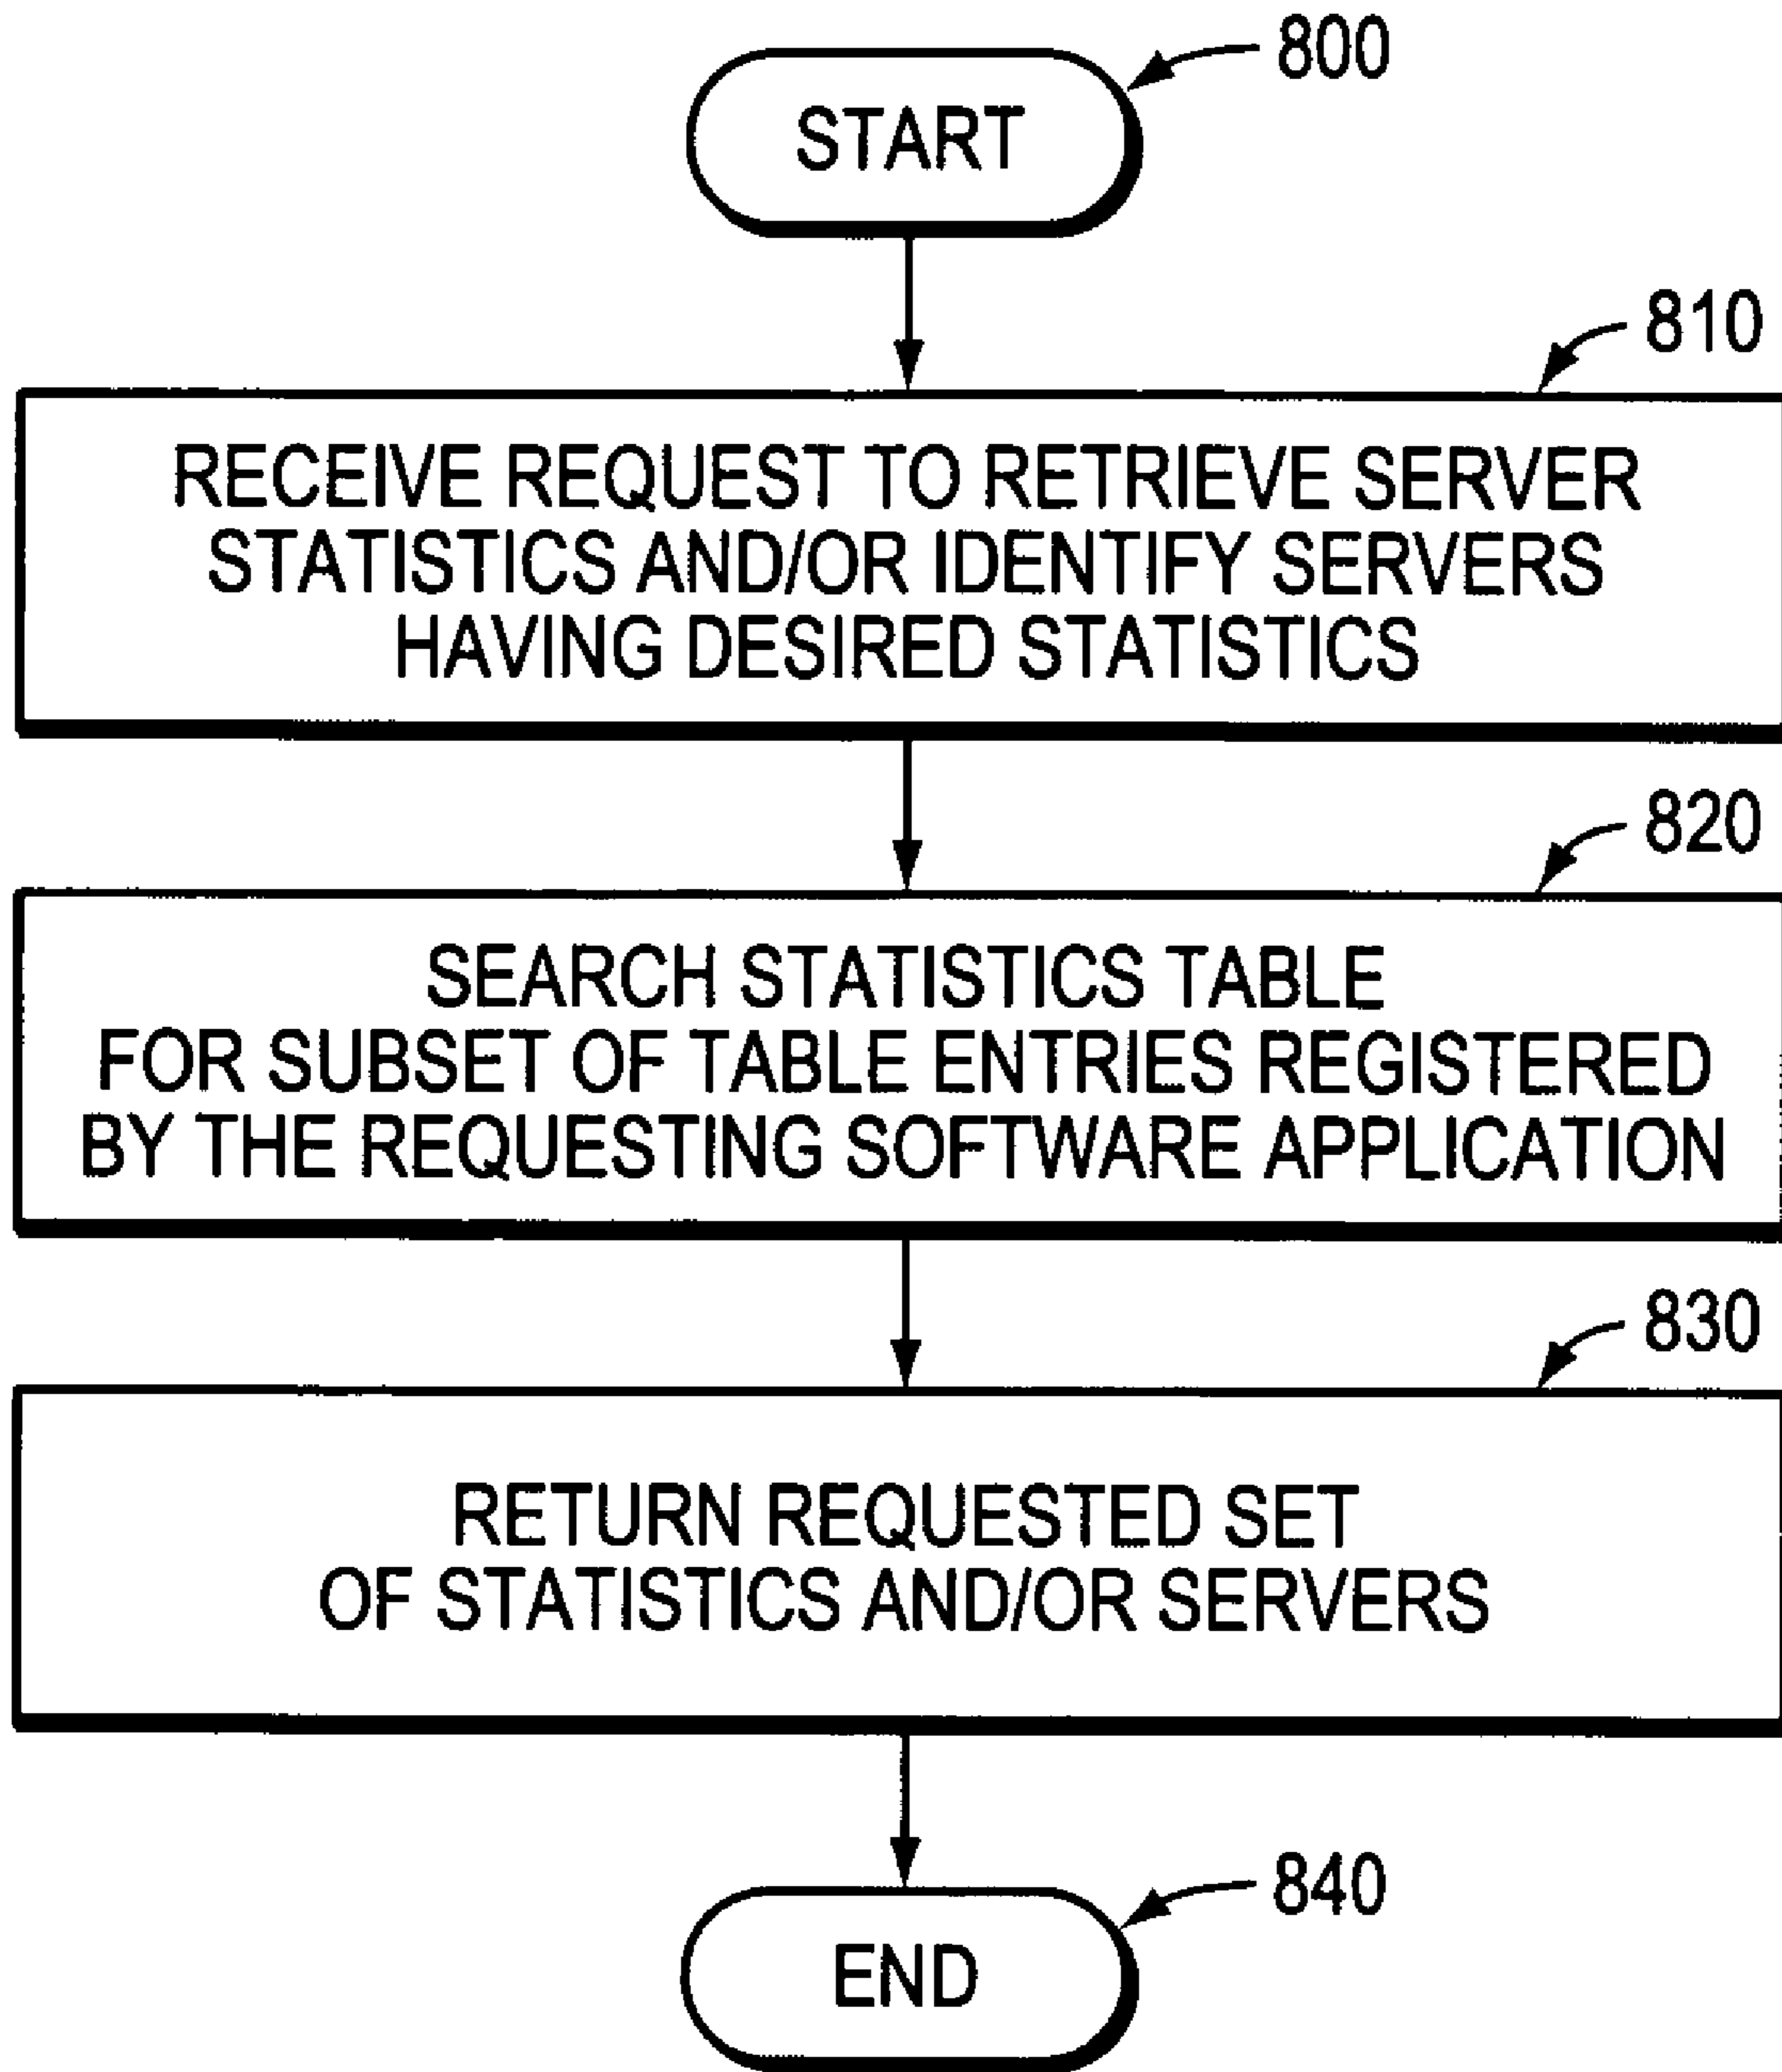 800
START
810
RECEIVE REQUEST TO RETRIEVE SERVER
STATISTICS AND/OR IDENTIFY SERVERS
HAVING DESIRED STATISTICS
820
SEARCH STATISTICS TABLE
FOR SUBSET OF TABLE ENTRIES REGISTERED
BY THE REQUESTING SOFTWARE APPLICATION
830
RETURN REQUESTED SET
OF STATISTICS AND/OR SERVERS
840
END